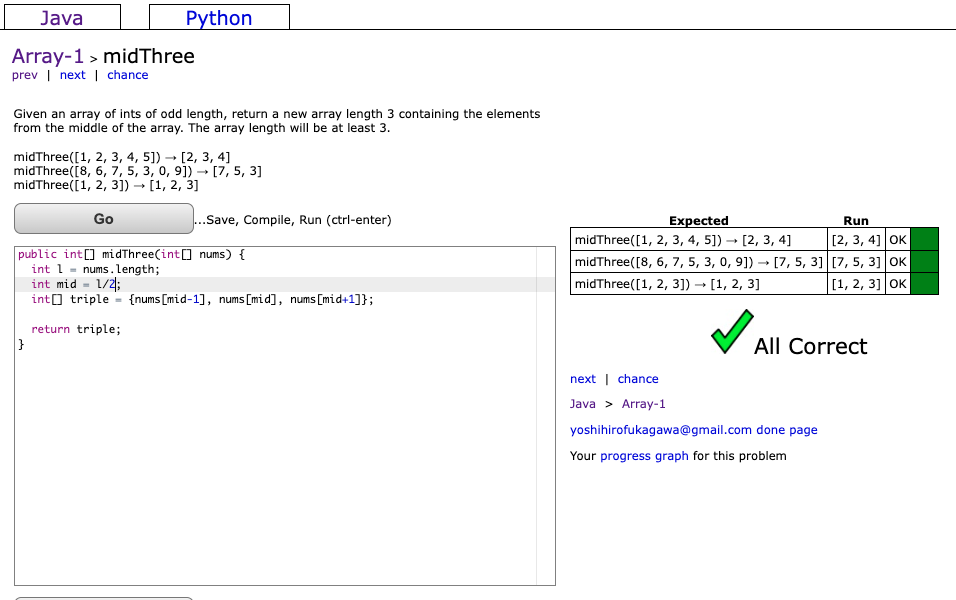 Java
Python
Array-1 > midThree
prev | next | chance
Given an array of ints of odd length, return a new array length 3 containing the elements
from the middle of the array. The array length will be at least 3.
midThree([1, 2, 3, 4, 5]) → [2, 3, 4]
midThree([8, 6, 7, 5, 3, 0, 9]) → [7, 5, 3]
midThree([1, 2, 3]) → [1, 2, 3]
Go
...Save, Compile, Run (ctrl-enter)
public int[] midThree(int[] nums) {
  int l = nums.length;
  int mid = l/2;
  int[] triple = {nums[mid-1], nums[mid], nums[mid+1]};
  return triple;
}
Expected Run
midThree([1, 2, 3, 4, 5]) → [2, 3, 4] [2, 3, 4] OK
midThree([8, 6, 7, 5, 3, 0, 9]) → [7, 5, 3] [7, 5, 3] OK
midThree([1, 2, 3]) → [1, 2, 3] [1, 2, 3] OK
All Correct
next | chance
Java > Array-1
yoshihirofukagawa@gmail.com done page
Your progress graph for this problem